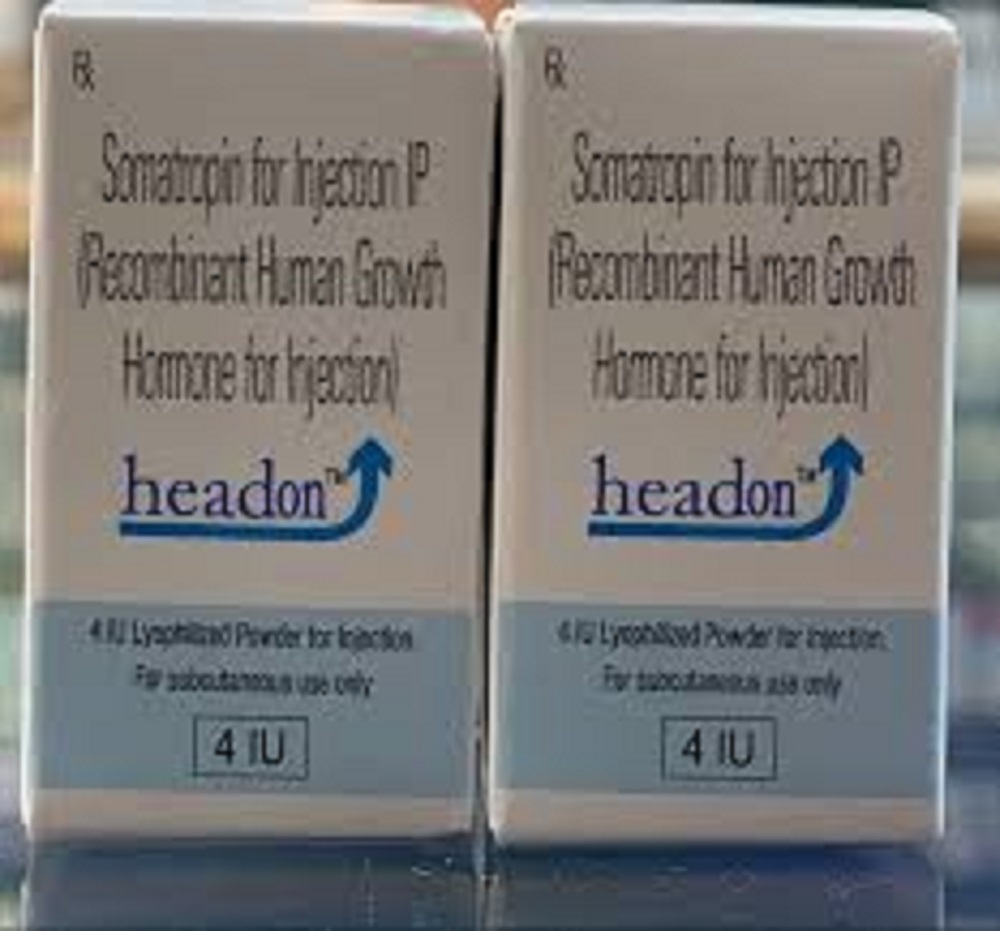 Rx
Somatropin for Injection IP
(Recombinant Human Growth
Hormone for Injection)
headon™
4 IU Lyophilized Powder for Injection.
For subcutaneous use only
4 IU
Rx
Somatropin for Injection IP
(Recombinant Human Growth
Hormone for Injection)
headon™
4 IU Lyophilized Powder for Injection.
For subcutaneous use only
4 IU